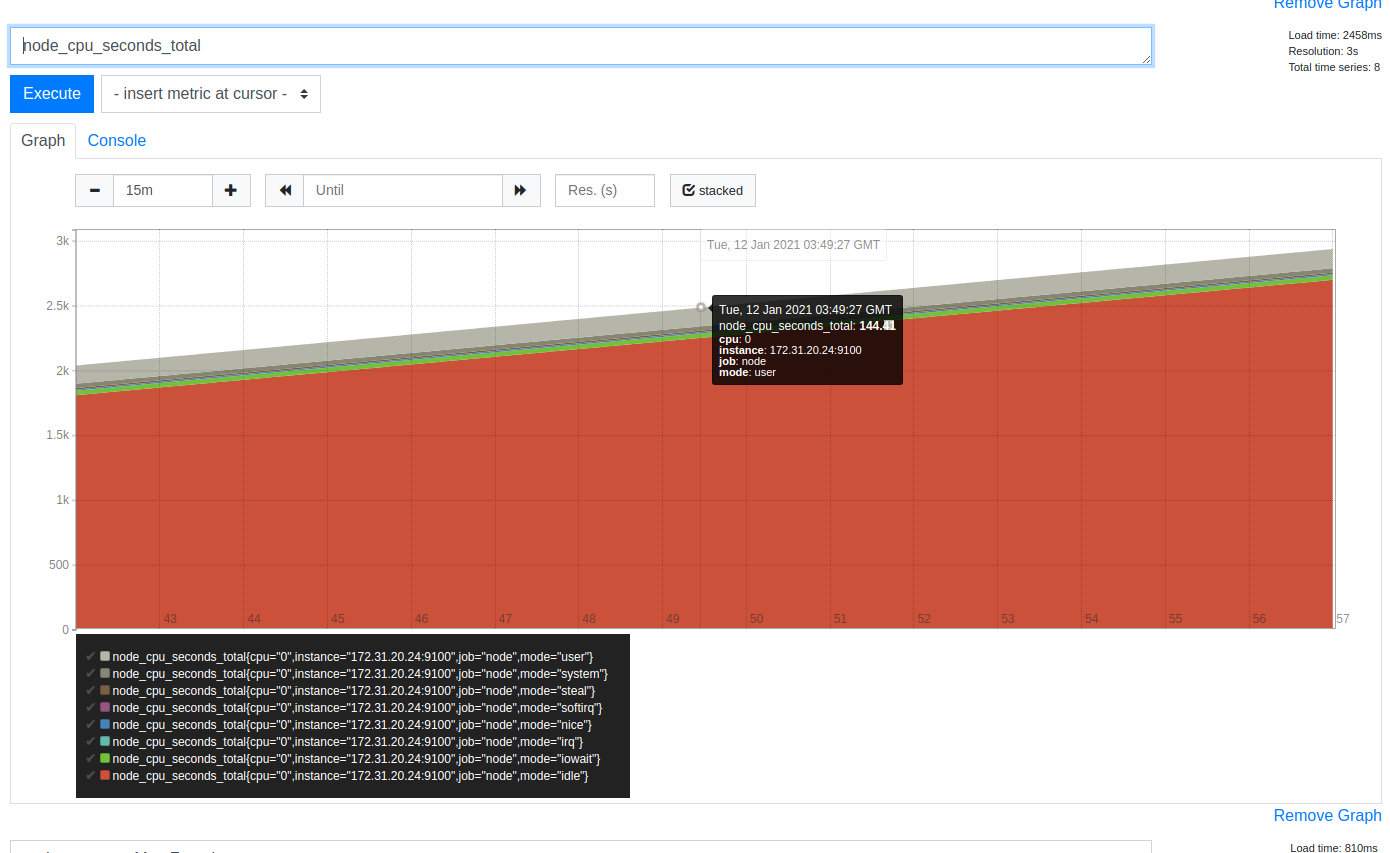 Remove Graph
node_cpu_seconds_total
Load time: 2458ms
Resolution: 3s
Total time series: 8
Execute
- insert metric at cursor -
Graph
Console
15m
Until
Res. (s)
stacked
3k
2.5k
2k
1.5k
1k
500
0
Tue, 12 Jan 2021 03:49:27 GMT
Tue, 12 Jan 2021 03:49:27 GMT
node_cpu_seconds_total: 144.41
cpu: 0
instance: 172.31.20.24:9100
job: node
mode: user
43 44 45 46 47 48 49 50 51 52 53 54 55 56 57
node_cpu_seconds_total{cpu="0",instance="172.31.20.24:9100",job="node",mode="user"}
node_cpu_seconds_total{cpu="0",instance="172.31.20.24:9100",job="node",mode="system"}
node_cpu_seconds_total{cpu="0",instance="172.31.20.24:9100",job="node",mode="steal"}
node_cpu_seconds_total{cpu="0",instance="172.31.20.24:9100",job="node",mode="softirq"}
node_cpu_seconds_total{cpu="0",instance="172.31.20.24:9100",job="node",mode="nice"}
node_cpu_seconds_total{cpu="0",instance="172.31.20.24:9100",job="node",mode="irq"}
node_cpu_seconds_total{cpu="0",instance="172.31.20.24:9100",job="node",mode="iowait"}
node_cpu_seconds_total{cpu="0",instance="172.31.20.24:9100",job="node",mode="idle"}
Remove Graph
Load time: 810ms